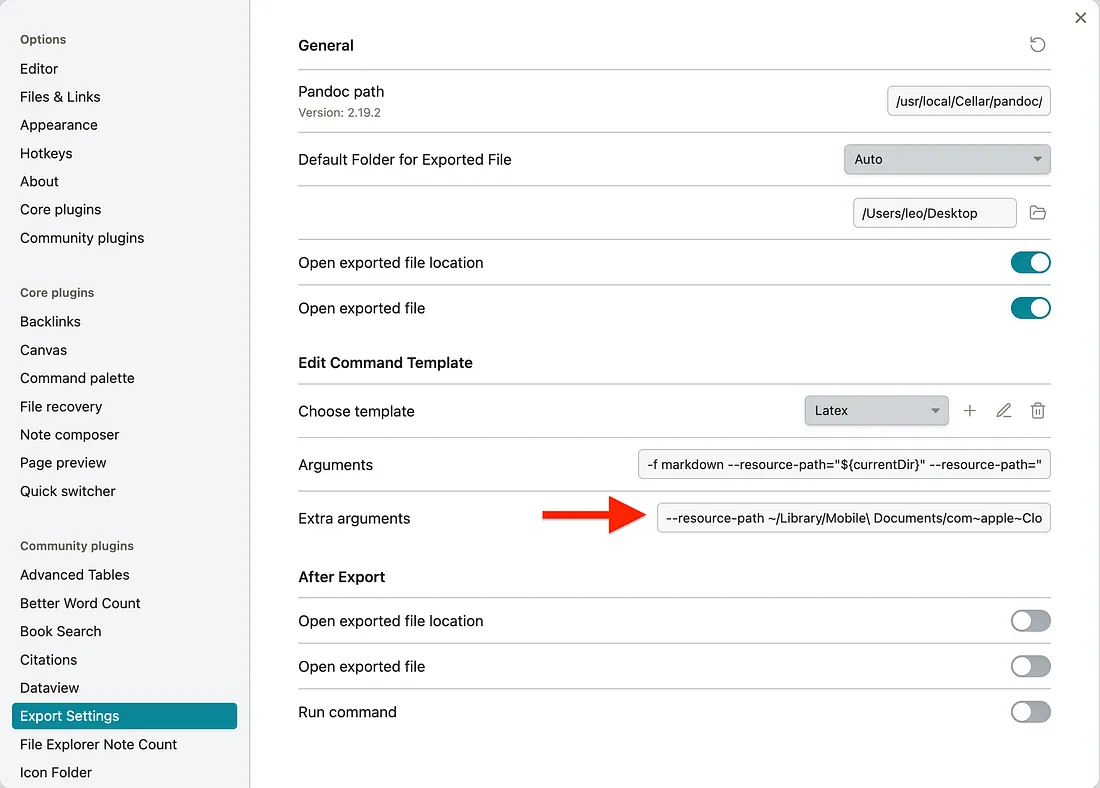 Options
Editor
Files & Links
Appearance
Hotkeys
About
Core plugins
Community plugins
Core plugins
Backlinks
Canvas
Command palette
File recovery
Note composer
Page preview
Quick switcher
Community plugins
Advanced Tables
Better Word Count
Book Search
Citations
Dataview
Export Settings
File Explorer Note Count
Icon Folder
General
Pandoc path
Version: 2.19.2
/usr/local/Cellar/pandoc/
Default Folder for Exported File
Auto
/Users/leo/Desktop
Open exported file location
Open exported file
Edit Command Template
Choose template
Latex
Arguments
-f markdown --resource-path="${currentDir}" --resource-path="
Extra arguments
--resource-path ~/Library/Mobile\ Documents/com~apple~Clo
After Export
Open exported file location
Open exported file
Run command